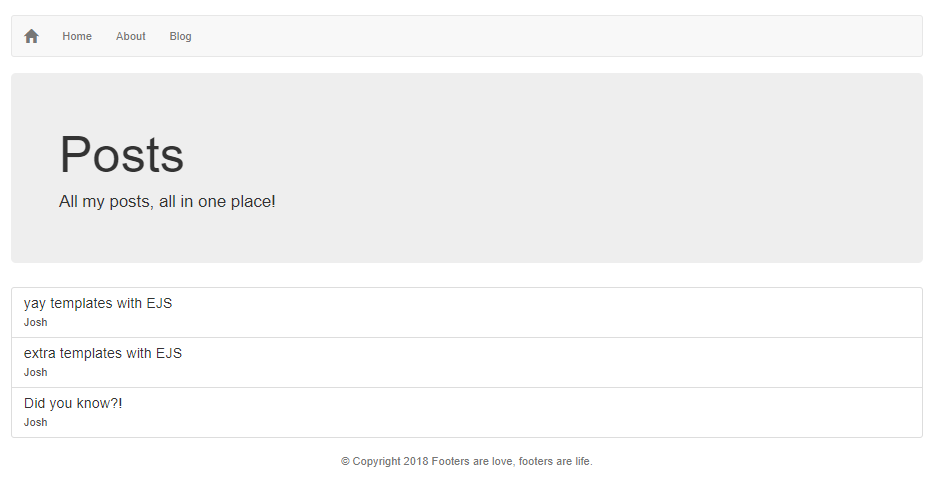 Home About Blog
Posts
All my posts, all in one place!
yay templates with EJS
Josh
extra templates with EJS
Josh
Did you know?!
Josh
© Copyright 2018 Footers are love, footers are life.